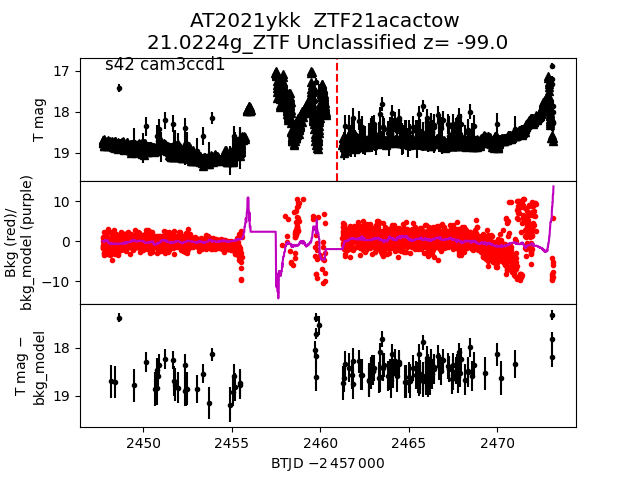 AT2021ykk ZTF21acactow
21.0224g_ZTF Unclassified z= -99.0
s42 cam3ccd1
T mag
17
18
19
Bkg (red)/
bkg_model (purple)
10
0
−10
T mag −
bkg_model
18
19
2450
2455
2460
2465
2470
BTJD −2 457 000